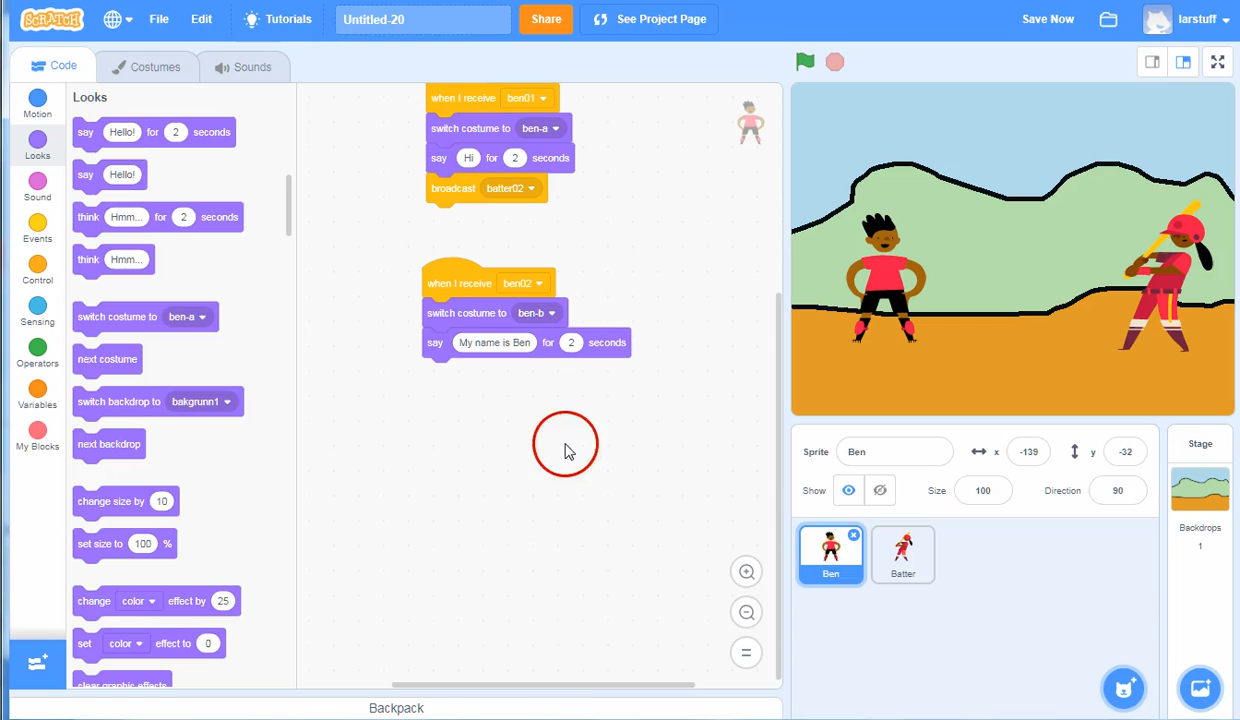 SCRATCH File Edit Tutorials Untitled-20 Share See Project Page Save Now larstuff
Code Costumes Sounds
Motion
Looks
Sound
Events
Control
Sensing
Operators
Variables
My Blocks
Looks
say Hello! for 2 seconds
say Hello!
think Hmm... for 2 seconds
think Hmm...
switch costume to ben-a
next costume
switch backdrop to bakgrunn1
next backdrop
change size by 10
set size to 100 %
change color effect by 25
set color effect to 0
clear graphic effects
when I receive ben01
switch costume to ben-a
say Hi for 2 seconds
broadcast batter02
when I receive ben02
switch costume to ben-b
say My name is Ben for 2 seconds
Backpack
Sprite Ben x -139 y -32
Show Size 100 Direction 90
Ben
Batter
Stage
Backdrops
1